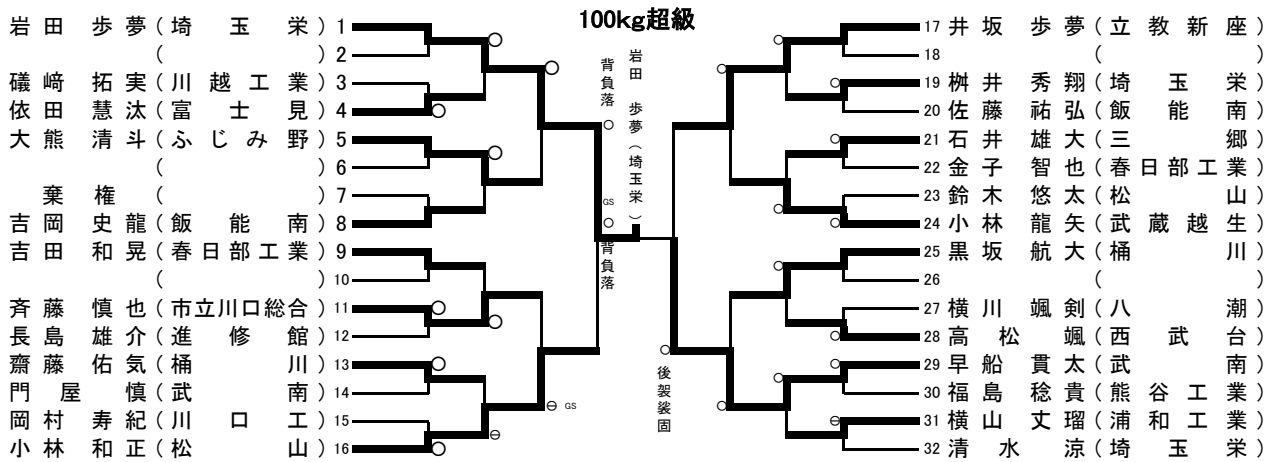 100kg超級
岩田 歩夢 (埼玉栄) 1
( ) 2
礒﨑 拓実 (川越工業) 3
依田 慧汰 (富士見) 4
大熊 清斗 (ふじみ野) 5
( ) 6
棄権 ( ) 7
吉岡 史龍 (飯能南) 8
吉田 和晃 (春日部工業) 9
( ) 10
斉藤 慎也 (市立川口総合) 11
長島 雄介 (進修館) 12
齋藤 佑気 (桶川) 13
門屋 慎 (武南) 14
岡村 寿紀 (川口工) 15
小林 和正 (松山) 16
背負落
岩田 歩夢 (埼玉栄)
GS
背負落
GS
後袈裟固
17 井坂 歩夢 (立教新座)
18 ( )
19 桝井 秀翔 (埼玉栄)
20 佐藤 祐弘 (飯能南)
21 石井 雄大 (三郷)
22 金子 智也 (春日部工業)
23 鈴木 悠太 (松山)
24 小林 龍矢 (武蔵越生)
25 黒坂 航大 (桶川)
26 ( )
27 横川 颯剣 (八潮)
28 高松 颯 (西武台)
29 早船 貫太 (武南)
30 福島 稔貴 (熊谷工業)
31 横山 丈瑠 (浦和工業)
32 清水 涼 (埼玉栄)